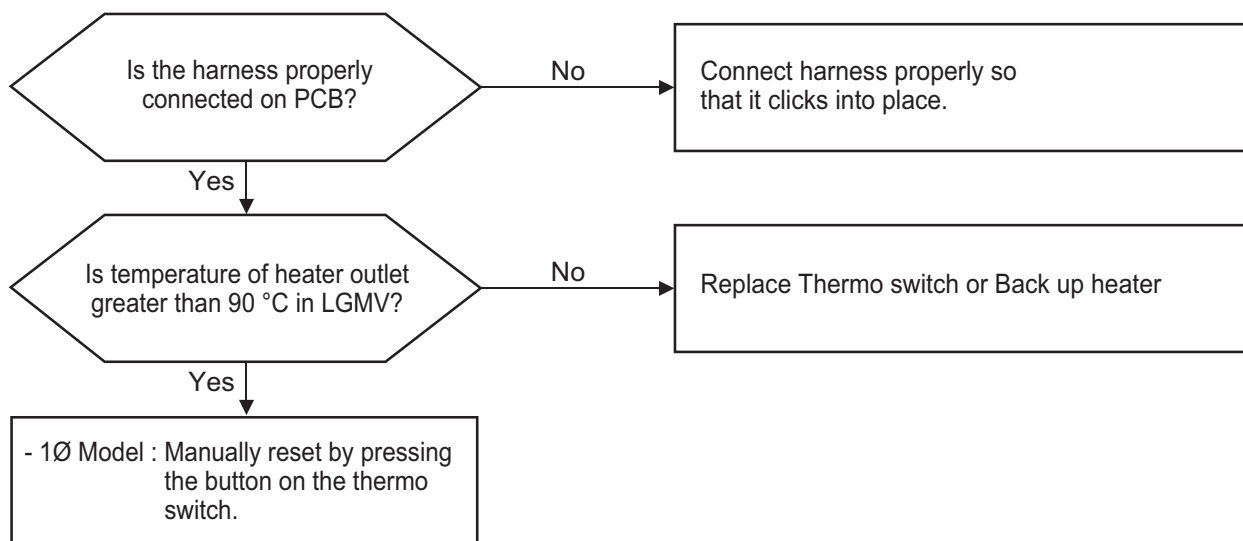 Is the harness properly
connected on PCB?
No
Connect harness properly so
that it clicks into place.
Yes
Is temperature of heater outlet
greater than 90 °C in LGMV?
No
Replace Thermo switch or Back up heater
Yes
- 1Ø Model : Manually reset by pressing
the button on the thermo
switch.